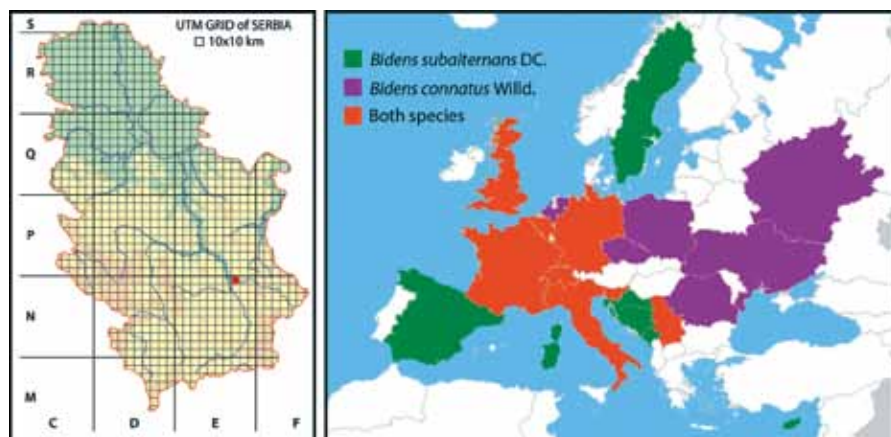 UTM GRID of SERBIA
10x10 km
S
R
Q
P
N
M
C D E F
Bidens subalternans DC.
Bidens connatus Willd.
Both species